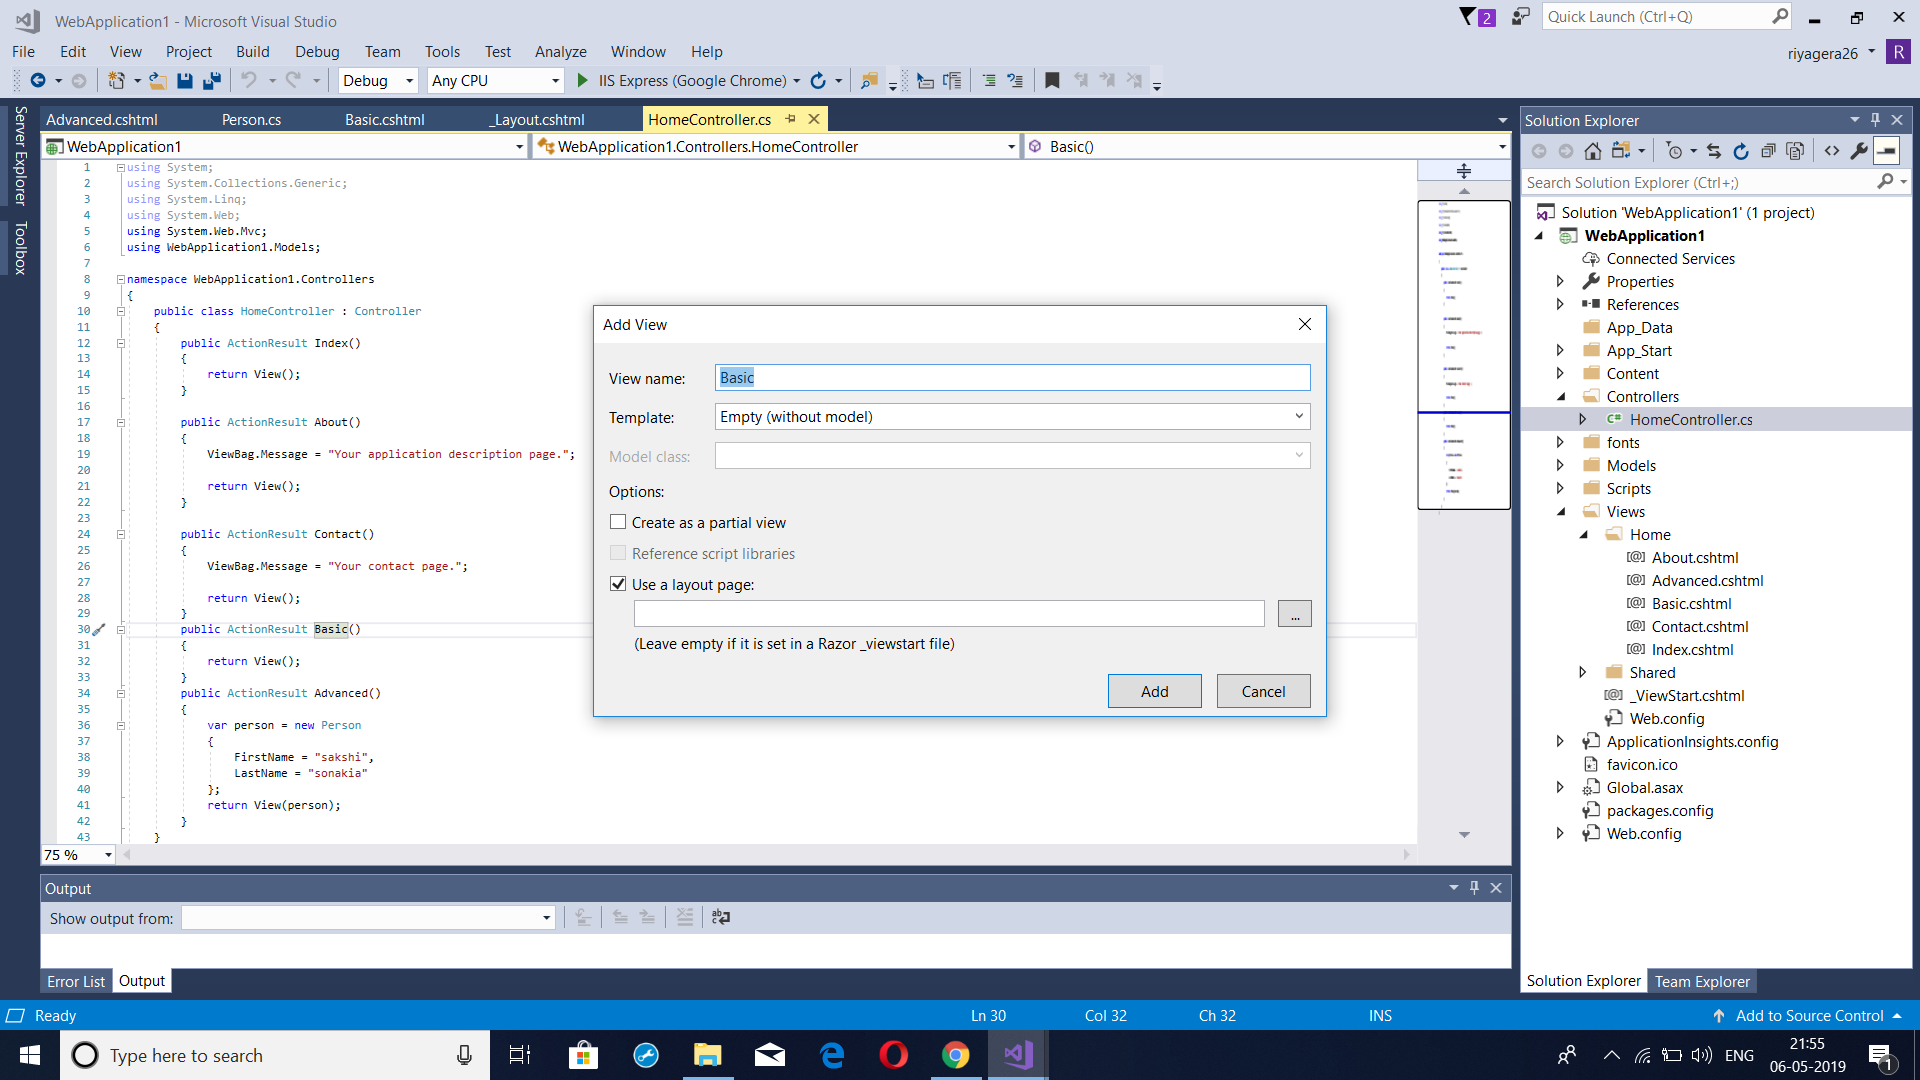 WebApplication1 - Microsoft Visual Studio
2
Quick Launch (Ctrl+Q)
File Edit View Project Build Debug Team Tools Test Analyze Window Help
riyagera26 R
Debug Any CPU IIS Express (Google Chrome)
Server Explorer
Toolbox
Advanced.cshtml Person.cs Basic.cshtml _Layout.cshtml HomeController.cs
WebApplication1 WebApplication1.Controllers.HomeController Basic()
1 using System;
2 using System.Collections.Generic;
3 using System.Linq;
4 using System.Web;
5 using System.Web.Mvc;
6 using WebApplication1.Models;
7
8 namespace WebApplication1.Controllers
9 {
10 public class HomeController : Controller
11 {
12 public ActionResult Index()
13 {
14 return View();
15 }
16
17 public ActionResult About()
18 {
19 ViewBag.Message = "Your application description page.";
20
21 return View();
22 }
23
24 public ActionResult Contact()
25 {
26 ViewBag.Message = "Your contact page.";
27
28 return View();
29 }
30 public ActionResult Basic()
31 {
32 return View();
33 }
34 public ActionResult Advanced()
35 {
36 var person = new Person
37 {
38 FirstName = "sakshi",
39 LastName = "sonakia"
40 };
41 return View(person);
42 }
43 }
75 %
Add View
View name: Basic
Template: Empty (without model)
Model class:
Options:
Create as a partial view
Reference script libraries
Use a layout page:
...
(Leave empty if it is set in a Razor _viewstart file)
Add Cancel
Solution Explorer
Search Solution Explorer (Ctrl+;)
Solution 'WebApplication1' (1 project)
WebApplication1
Connected Services
Properties
References
App_Data
App_Start
Content
Controllers
C# HomeController.cs
fonts
Models
Scripts
Views
Home
[@] About.cshtml
[@] Advanced.cshtml
[@] Basic.cshtml
[@] Contact.cshtml
[@] Index.cshtml
Shared
[@] _ViewStart.cshtml
Web.config
ApplicationInsights.config
favicon.ico
Global.asax
packages.config
Web.config
Solution Explorer Team Explorer
Output
Show output from:
Error List Output
Ready Ln 30 Col 32 Ch 32 INS Add to Source Control
Type here to search
ENG
21:55
06-05-2019
1